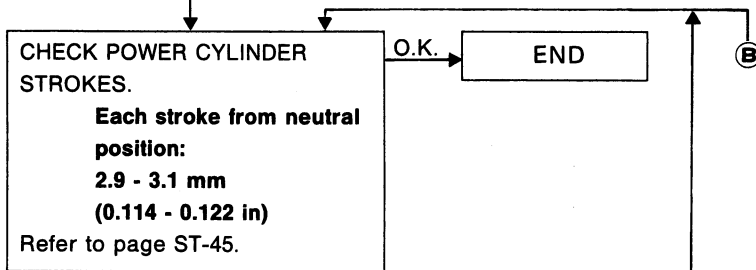 CHECK POWER CYLINDER
STROKES.
Each stroke from neutral
position:
2.9 - 3.1 mm
(0.114 - 0.122 in)
Refer to page ST-45.
O.K.
END
B